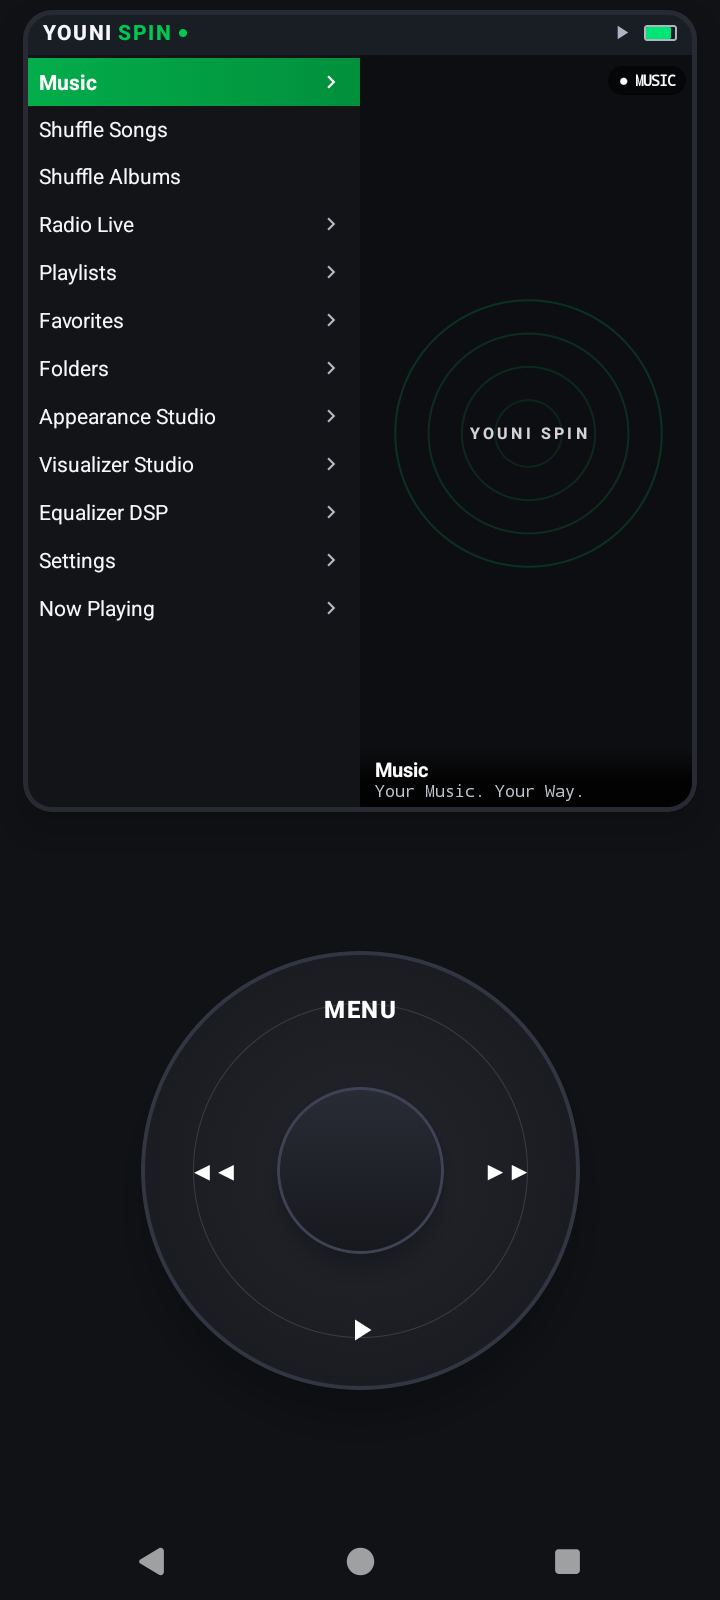 YOUNI SPIN
Music
Shuffle Songs
Shuffle Albums
Radio Live
Playlists
Favorites
Folders
Appearance Studio
Visualizer Studio
Equalizer DSP
Settings
Now Playing
MUSIC
YOUNI SPIN
Music
Your Music. Your Way.
MENU